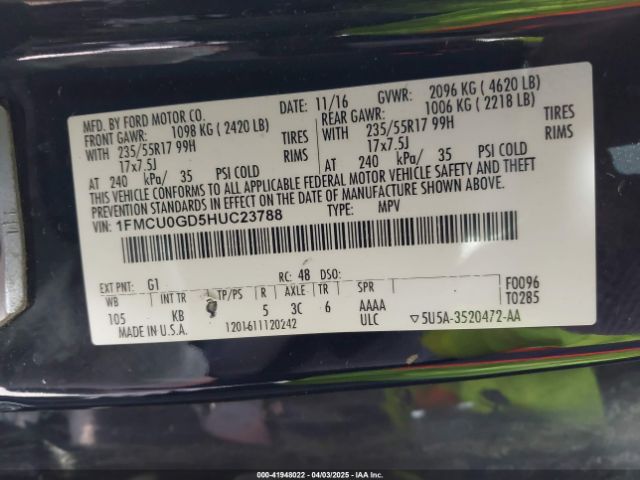 MFD. BY FORD MOTOR CO. DATE: 11/16 GVWR: 2096 KG ( 4620 LB)
FRONT GAWR: 1098 KG ( 2420 LB) REAR GAWR: 1006 KG ( 2218 LB)
WITH 235/55R17 99H TIRES WITH 235/55R17 99H TIRES
17x7.5J RIMS 17x7.5J RIMS
AT 240 kPa/ 35 PSI COLD AT 240 kPa/ 35 PSI COLD
THIS VEHICLE CONFORMS TO ALL APPLICABLE FEDERAL MOTOR VEHICLE SAFETY AND THEFT
PREVENTION STANDARDS IN EFFECT ON THE DATE OF MANUFACTURE SHOWN ABOVE.
VIN: 1FMCU0GD5HUC23788 TYPE: MPV
EXT PNT: G1 RC: 48 DSO: F0096
WB INT TR TP/PS R AXLE TR SPR T0285
105 KB 5 3C 6 AAAA
MADE IN U.S.A. 1201611120242 ULC ▽5U5A-3520472-AA
000-41948022 - 04/03/2025 - IAA Inc.